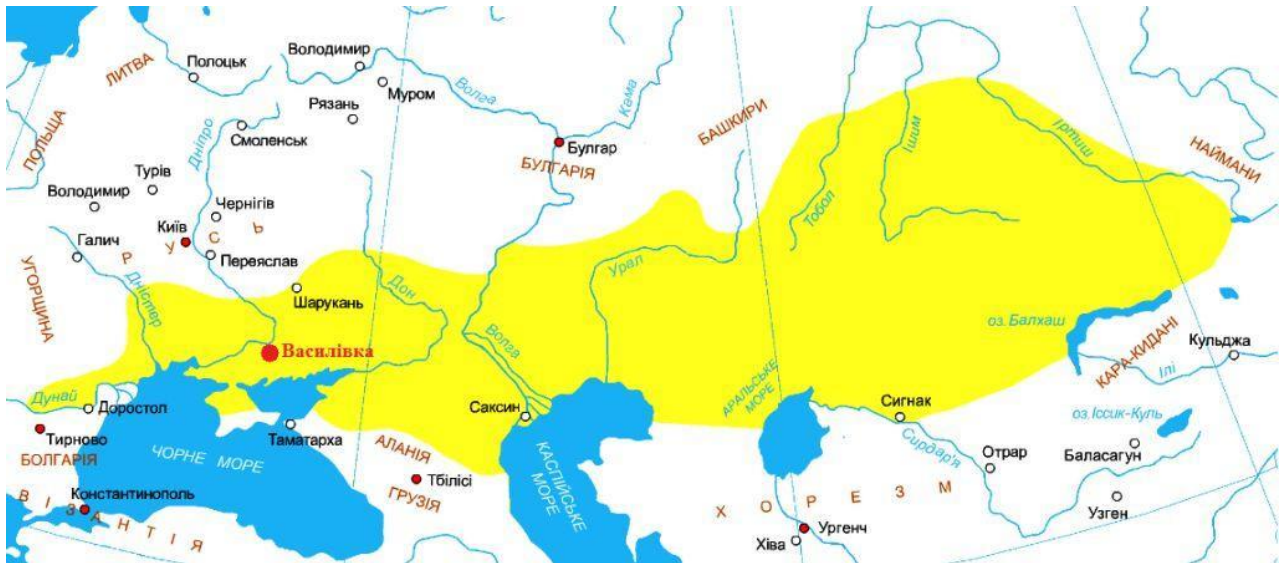 Володимир
Полоцьк
ЛИТВА
Муром
Волга
Кама
Рязань
ПОЛЬЩА
Дніпро
Смоленськ
Булгар
БУЛГАРІЯ
БАШКИРИ
Ішим
Іртиш
НАЙМАНИ
Турів
Володимир
Чернігів
Київ
РУСЬ
Тобол
Галич
Переяслав
УГОРЩИНА
Дністер
Шарукань
Дон
Урал
Василівка
Волга
оз. Балхаш
КАРА-КИДАНІ
Кульджа
Ілі
Дунай
Доростол
Саксин
АРАЛЬСЬКЕ
МОРЕ
Сигнак
оз. Іссик-Куль
Тирново
БОЛГАРІЯ
Таматарха
АЛАНІЯ
ЧОРНЕ МОРЕ
Тбілісі
ГРУЗІЯ
КАСПІЙСЬКЕ
МОРЕ
Сирдар'я
Отрар
Баласагун
Константинополь
ВІЗАНТІЯ
ХОРЕЗМ
Узген
Ургенч
Хіва